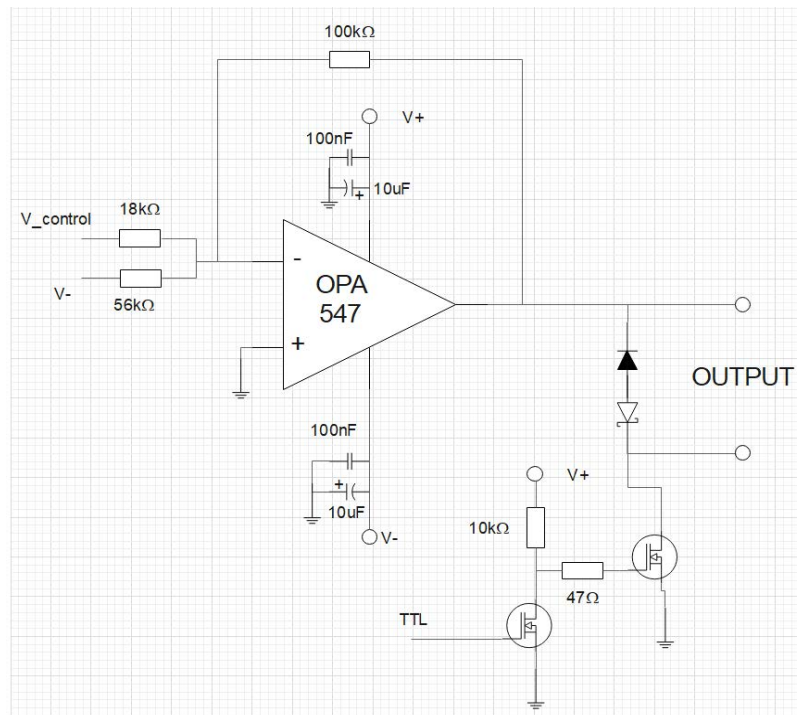 100kΩ
V+
100nF
10uF
+
V_control
18kΩ
V-
56kΩ
-
OPA
547
+
OUTPUT
100nF
+
10uF
V-
V+
10kΩ
47Ω
TTL